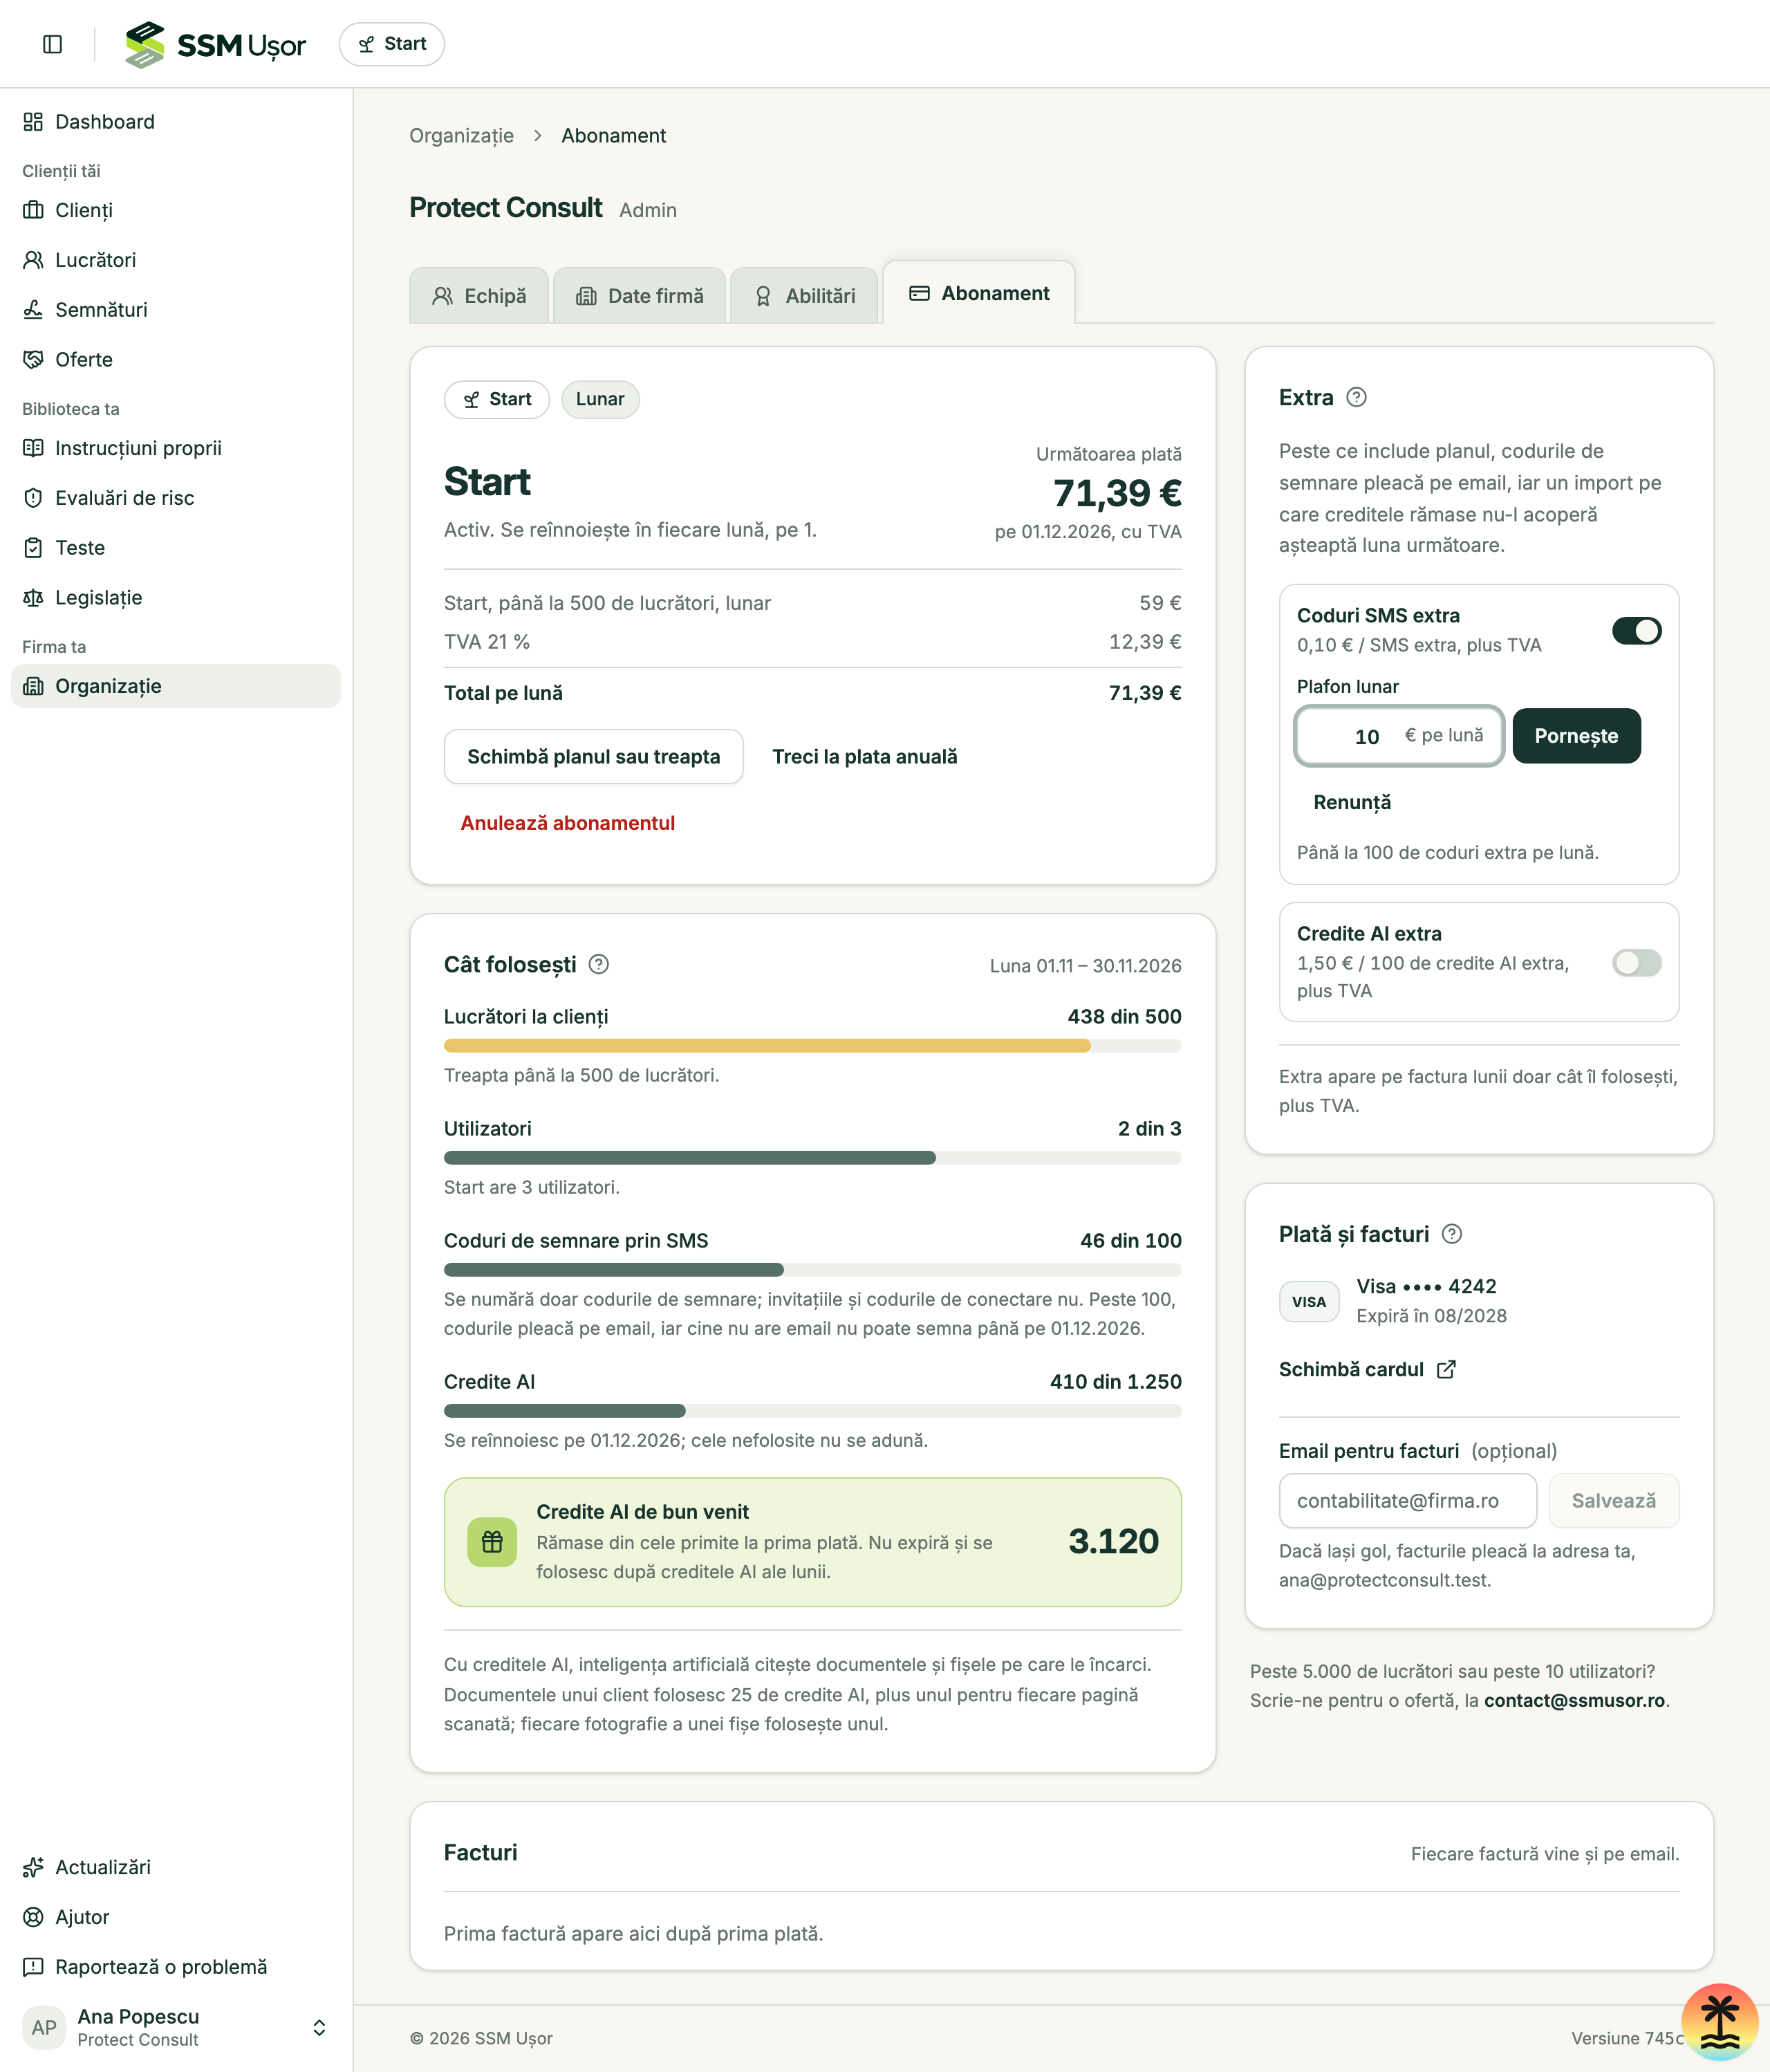 SSM Ușor
Start
Dashboard
Clienții tăi
Clienți
Lucrători
Semnături
Oferte
Biblioteca ta
Instrucțiuni proprii
Evaluări de risc
Teste
Legislație
Firma ta
Organizație
Actualizări
Ajutor
Raportează o problemă
AP
Ana Popescu
Protect Consult
Organizație > Abonament
Protect Consult Admin
Echipă
Date firmă
Abilitări
Abonament
Start
Lunar
Start
Activ. Se reînnoiește în fiecare lună, pe 1.
Următoarea plată
71,39 €
pe 01.12.2026, cu TVA
Start, până la 500 de lucrători, lunar 59 €
TVA 21 % 12,39 €
Total pe lună 71,39 €
Schimbă planul sau treapta
Treci la plata anuală
Anulează abonamentul
Cât folosești
Luna 01.11 – 30.11.2026
Lucrători la clienți 438 din 500
Treapta până la 500 de lucrători.
Utilizatori 2 din 3
Start are 3 utilizatori.
Coduri de semnare prin SMS 46 din 100
Se numără doar codurile de semnare; invitațiile și codurile de conectare nu. Peste 100,
codurile pleacă pe email, iar cine nu are email nu poate semna până pe 01.12.2026.
Credite AI 410 din 1.250
Se reînnoiesc pe 01.12.2026; cele nefolosite nu se adună.
Credite AI de bun venit
Rămase din cele primite la prima plată. Nu expiră și se
folosesc după creditele AI ale lunii.
3.120
Cu creditele AI, inteligența artificială citește documentele și fișele pe care le încarci.
Documentele unui client folosesc 25 de credite AI, plus unul pentru fiecare pagină
scanată; fiecare fotografie a unei fișe folosește unul.
Extra
Peste ce include planul, codurile de
semnare pleacă pe email, iar un import pe
care creditele rămase nu-l acoperă
așteaptă luna următoare.
Coduri SMS extra
0,10 € / SMS extra, plus TVA
Plafon lunar
10 € pe lună
Pornește
Renunță
Până la 100 de coduri extra pe lună.
Credite AI extra
1,50 € / 100 de credite AI extra,
plus TVA
Extra apare pe factura lunii doar cât îl folosești,
plus TVA.
Plată și facturi
VISA
Visa •••• 4242
Expiră în 08/2028
Schimbă cardul
Email pentru facturi (opțional)
contabilitate@firma.ro
Salvează
Dacă lași gol, facturile pleacă la adresa ta,
ana@protectconsult.test.
Peste 5.000 de lucrători sau peste 10 utilizatori?
Scrie-ne pentru o ofertă, la contact@ssmusor.ro.
Facturi
Fiecare factură vine și pe email.
Prima factură apare aici după prima plată.
© 2026 SSM Ușor
Versiune